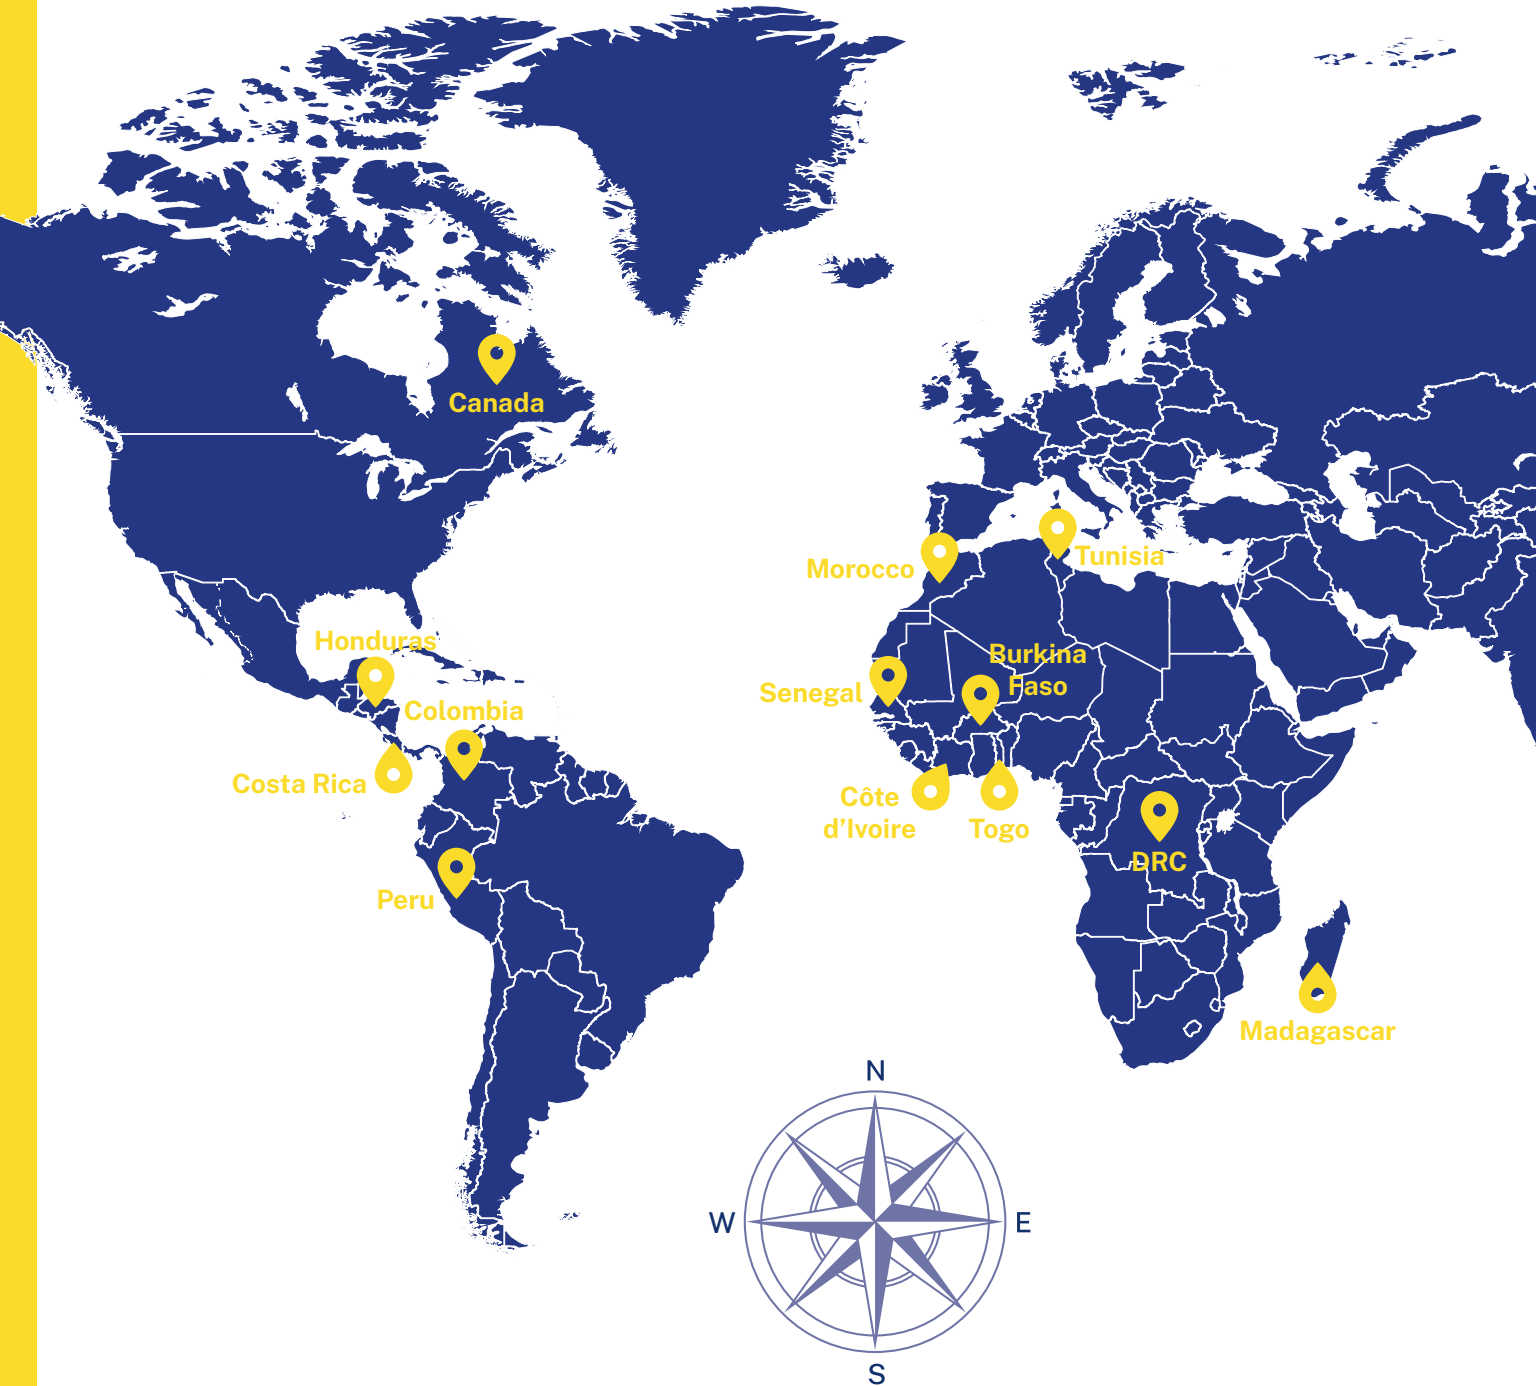 Canada
Morocco
Tunisia
Honduras
Burkina
Faso
Senegal
Colombia
Costa Rica
Côte
d’Ivoire
Togo
DRC
Peru
Madagascar
N
W
E
S